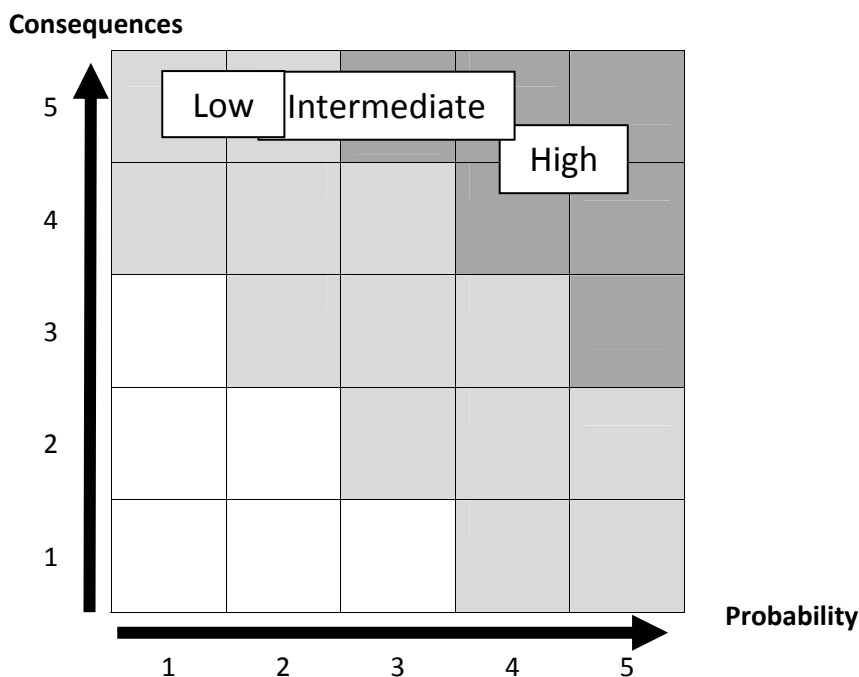 Consequences
5
Low
Intermediate
High
4
3
2
1
Probability
1 2 3 4 5